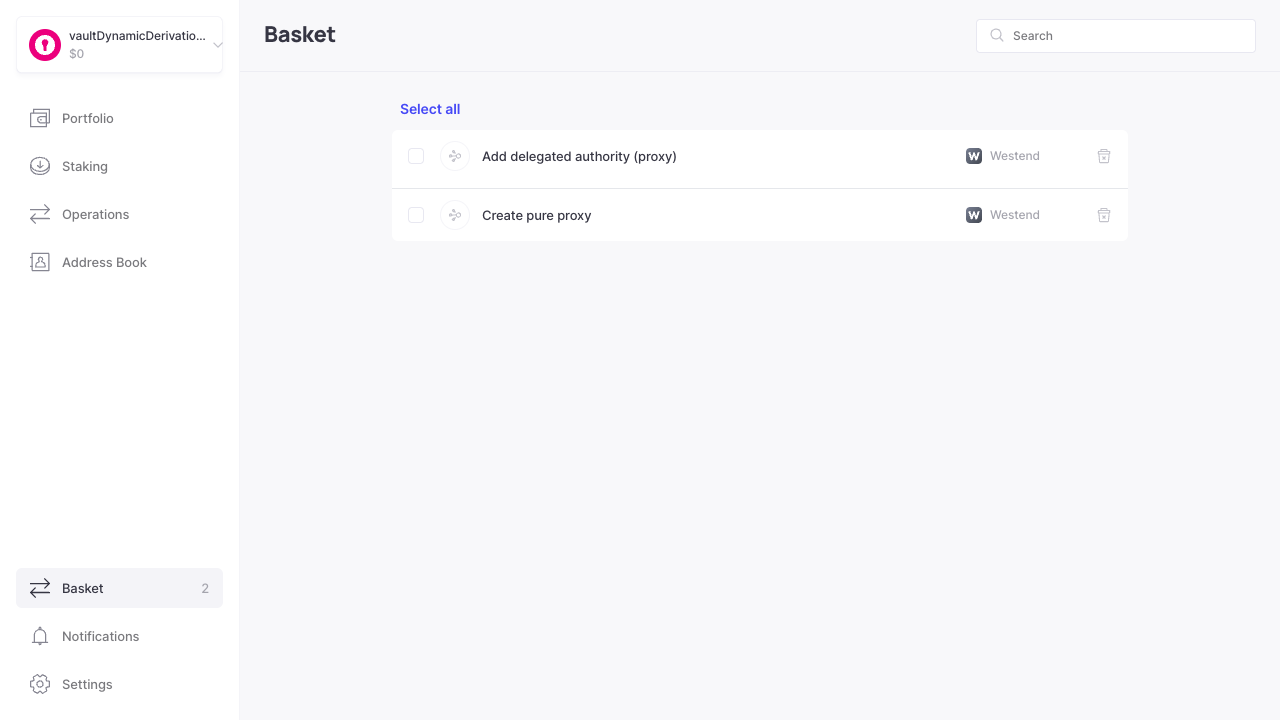 vaultDynamicDerivatio...
$0
Portfolio
Staking
Operations
Address Book
Basket 2
Notifications
Settings
Basket
Search
Select all
Add delegated authority (proxy) W Westend
Create pure proxy W Westend